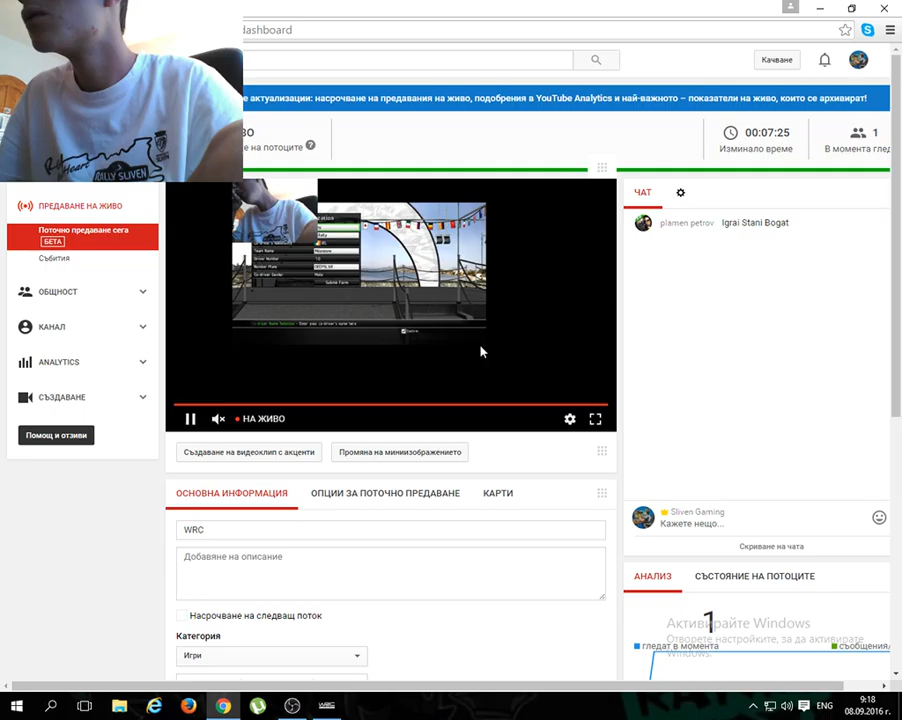 dashboard
Качване
е актуализации: насрочване на предавания на живо, подобрения в YouTube Analytics и най-важното – показатели на живо, които се архивират!
ВО
е на потоците
00:07:25
Изминало време
1
В момента глед
RALLY SLIVEN
ПРЕДАВАНЕ НА ЖИВО
Поточно предаване сега
БЕТА
Събития
ОБЩНОСТ
КАНАЛ
ANALYTICS
СЪЗДАВАНЕ
Помощ и отзиви
НА ЖИВО
ЧАТ
plamen petrov Igrai Stani Bogat
Създаване на видеоклип с акценти
Промяна на миниизображението
ОСНОВНА ИНФОРМАЦИЯ
ОПЦИИ ЗА ПОТОЧНО ПРЕДАВАНЕ
КАРТИ
WRC
Добавяне на описание
Насрочване на следващ поток
Категория
Игри
Sliven Gaming
Кажете нещо...
Скриване на чата
АНАЛИЗ
СЪСТОЯНИЕ НА ПОТОЦИТЕ
1
Активирайте Windows
Отворете настройките, за да активирате
Windows.
гледат в момента
съобщения/
ENG
9:18
08.09.2016 г.